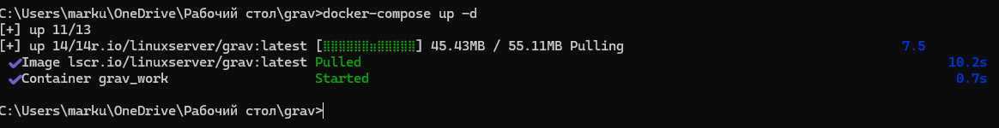 C:\Users\marku\OneDrive\Рабочий стол\grav>docker-compose up -d
[+] up 11/13
[+] up 14/14r.io/linuxserver/grav:latest [⣿⣿⣿⣿⣿⣿⣿⣶⣿⣿⣿⣿⣿⣿] 45.43MB / 55.11MB Pulling 7.5
✔Image lscr.io/linuxserver/grav:latest Pulled 10.2s
✔Container grav_work Started 0.7s
C:\Users\marku\OneDrive\Рабочий стол\grav>